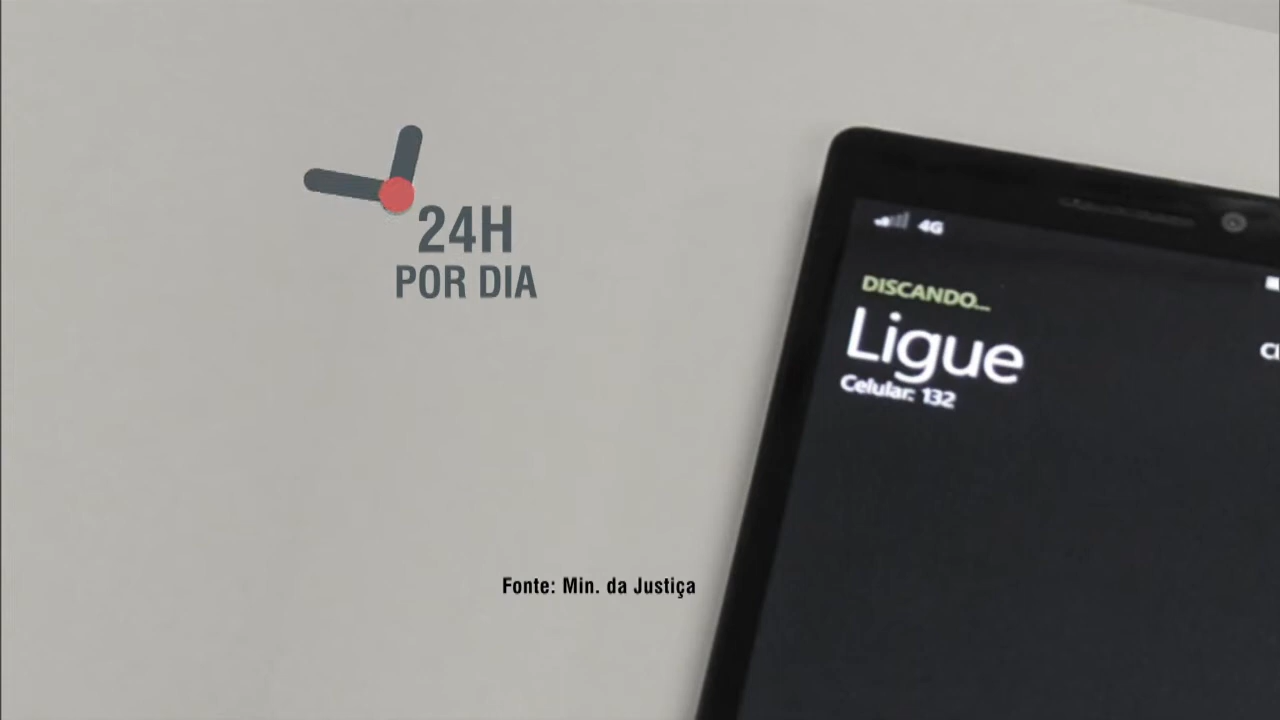 24H
POR DIA
4G
DISCANDO...
Ligue
Celular: 132
Fonte: Min. da Justiça